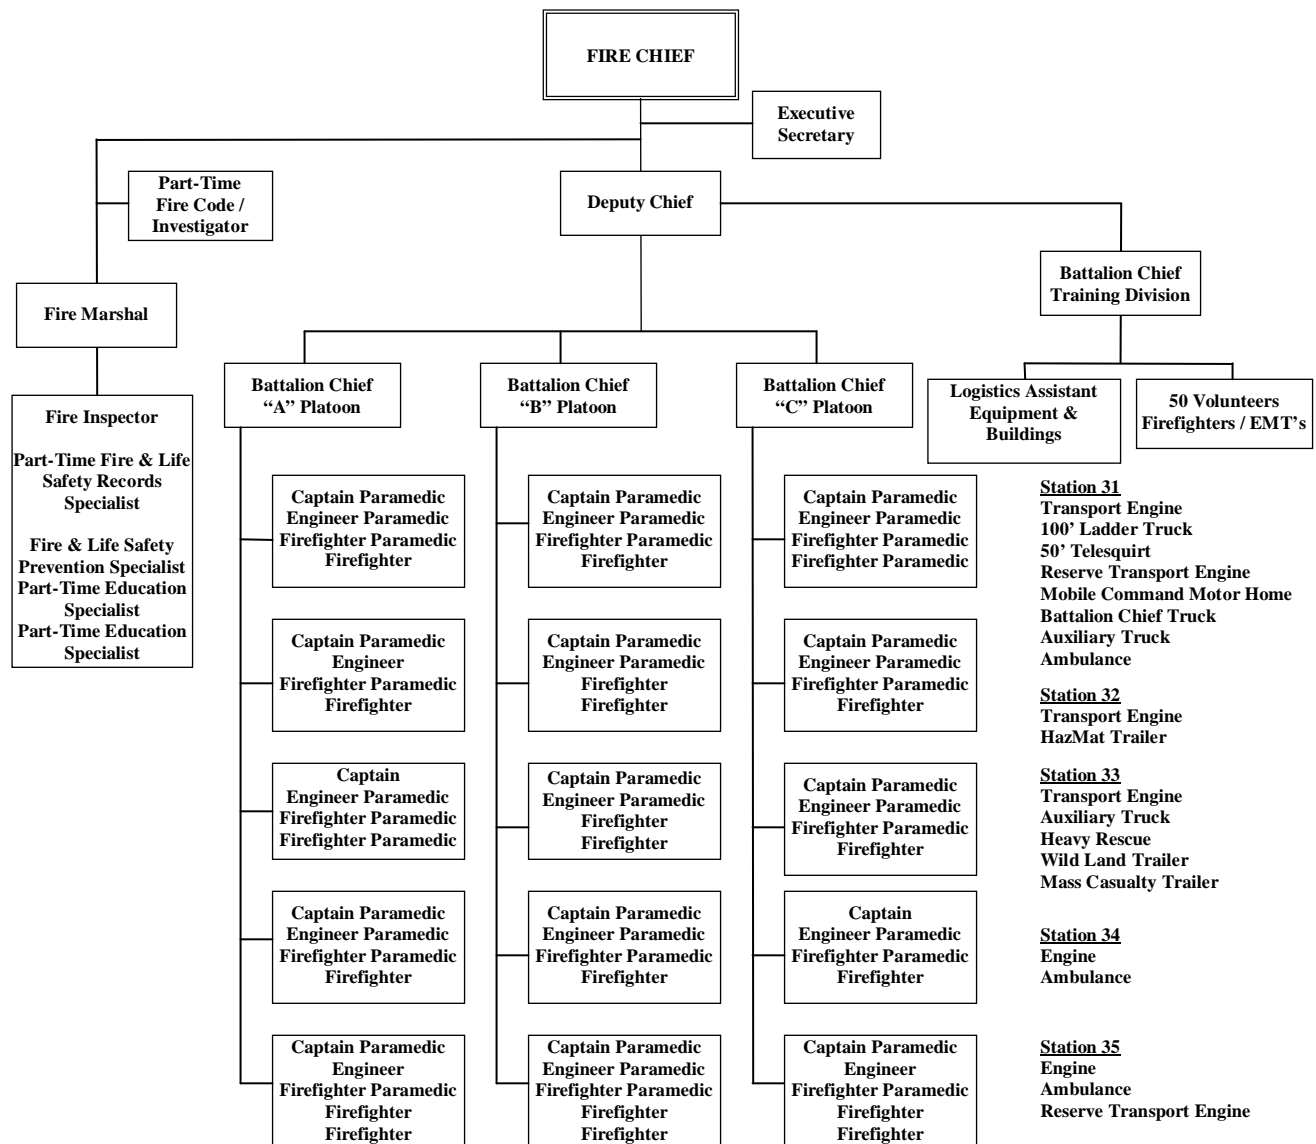 FIRE CHIEF
Executive
Secretary
Part-Time
Fire Code /
Investigator
Deputy Chief
Battalion Chief
Training Division
Fire Marshal
Battalion Chief
“A” Platoon
Battalion Chief
“B” Platoon
Battalion Chief
“C” Platoon
Logistics Assistant
Equipment &
Buildings
50 Volunteers
Firefighters / EMT’s
Fire Inspector
Part-Time Fire & Life
Safety Records
Specialist
Fire & Life Safety
Prevention Specialist
Part-Time Education
Specialist
Part-Time Education
Specialist
Captain Paramedic
Engineer Paramedic
Firefighter Paramedic
Firefighter
Captain Paramedic
Engineer Paramedic
Firefighter Paramedic
Firefighter
Captain Paramedic
Engineer Paramedic
Firefighter Paramedic
Firefighter Paramedic
Station 31
Transport Engine
100’ Ladder Truck
50’ Telesquirt
Reserve Transport Engine
Mobile Command Motor Home
Battalion Chief Truck
Auxiliary Truck
Ambulance
Captain Paramedic
Engineer
Firefighter Paramedic
Firefighter
Captain Paramedic
Engineer Paramedic
Firefighter
Firefighter
Captain Paramedic
Engineer Paramedic
Firefighter Paramedic
Firefighter
Station 32
Transport Engine
HazMat Trailer
Captain
Engineer Paramedic
Firefighter Paramedic
Firefighter Paramedic
Captain Paramedic
Engineer Paramedic
Firefighter
Firefighter
Captain Paramedic
Engineer Paramedic
Firefighter Paramedic
Firefighter
Station 33
Transport Engine
Auxiliary Truck
Heavy Rescue
Wild Land Trailer
Mass Casualty Trailer
Captain Paramedic
Engineer Paramedic
Firefighter Paramedic
Firefighter
Captain Paramedic
Engineer Paramedic
Firefighter Paramedic
Firefighter
Captain
Engineer Paramedic
Firefighter Paramedic
Firefighter
Station 34
Engine
Ambulance
Captain Paramedic
Engineer
Firefighter Paramedic
Firefighter
Firefighter
Captain Paramedic
Engineer Paramedic
Firefighter Paramedic
Firefighter
Firefighter
Captain Paramedic
Engineer
Firefighter Paramedic
Firefighter
Firefighter
Station 35
Engine
Ambulance
Reserve Transport Engine